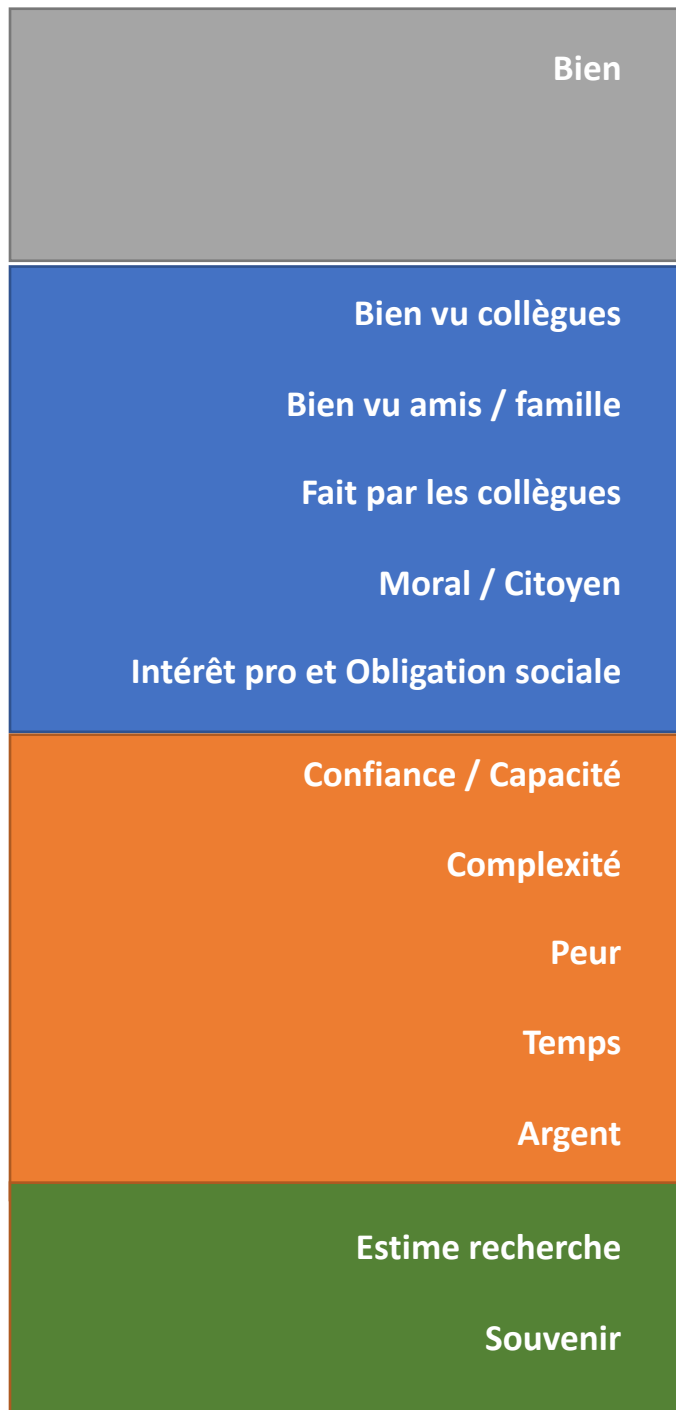 Bien
Bien vu collègues
Bien vu amis / famille
Fait par les collègues
Moral / Citoyen
Intérêt pro et Obligation sociale
Confiance / Capacité
Complexité
Peur
Temps
Argent
Estime recherche
Souvenir